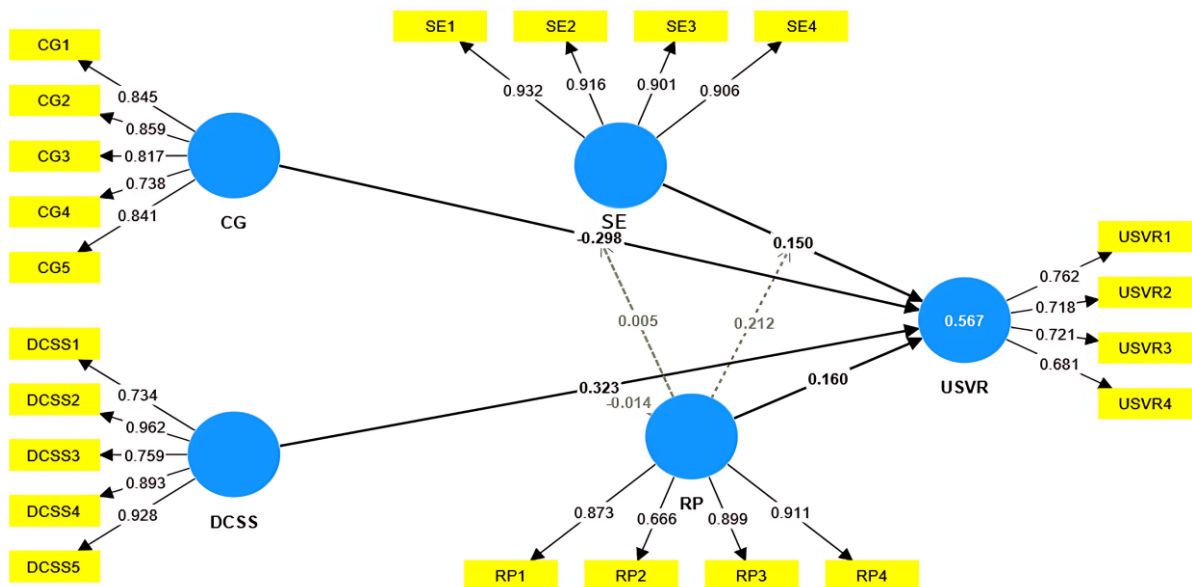 CG1
CG2
CG3
CG4
CG5
0.845
0.859
0.817
0.738
0.841
CG
SE1
SE2
SE3
SE4
0.932
0.916
0.901
0.906
SE
-0.298
0.150
0.005
0.212
DCSS1
DCSS2
DCSS3
DCSS4
DCSS5
0.734
0.962
0.759
0.893
0.928
DCSS
0.323
-0.014
0.160
RP
0.873
0.666
0.899
0.911
RP1
RP2
RP3
RP4
0.567
USVR
0.762
0.718
0.721
0.681
USVR1
USVR2
USVR3
USVR4